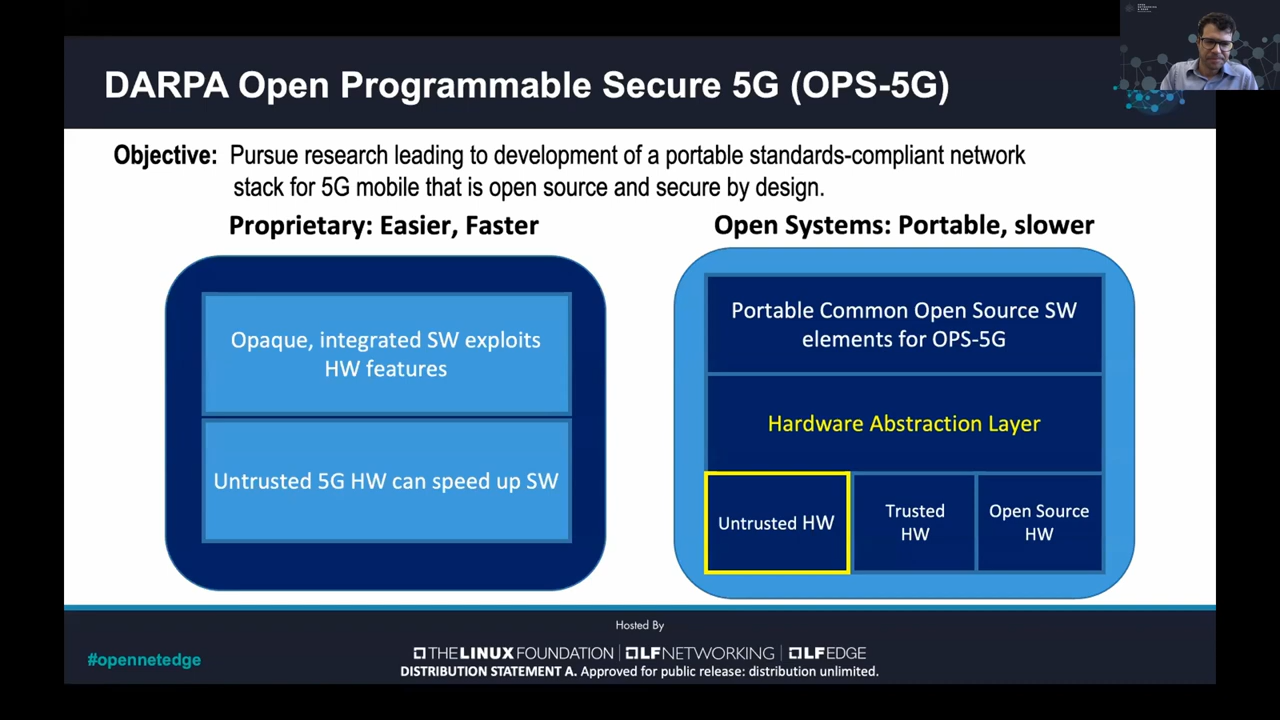 DARPA Open Programmable Secure 5G (OPS-5G)
Objective: Pursue research leading to development of a portable standards-compliant network
stack for 5G mobile that is open source and secure by design.
Proprietary: Easier, Faster
Opaque, integrated SW exploits
HW features
Untrusted 5G HW can speed up SW
Open Systems: Portable, slower
Portable Common Open Source SW
elements for OPS-5G
Hardware Abstraction Layer
Untrusted HW
Trusted
HW
Open Source
HW
Hosted By
#opennetedge
THE LINUX FOUNDATION | LFNETWORKING | LFEDGE
DISTRIBUTION STATEMENT A. Approved for public release: distribution unlimited.